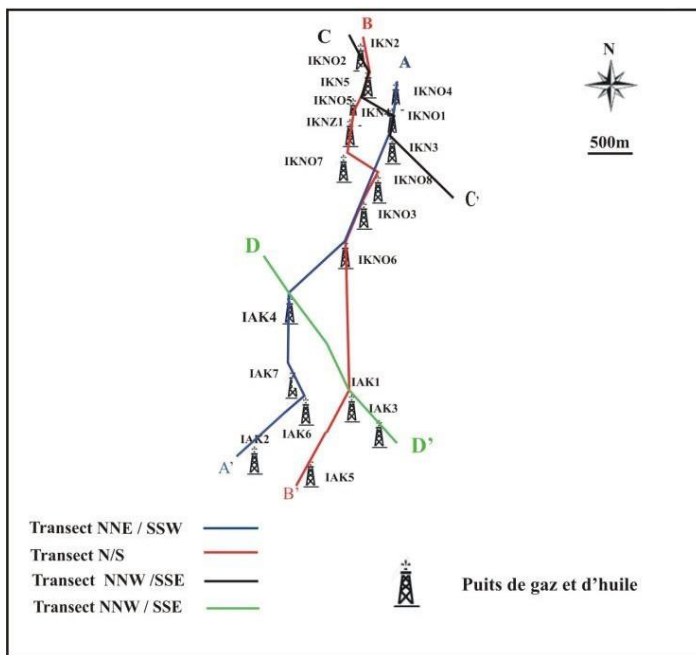 B
C
IKN2
IKNO2
A
N
IKN5
IKNO4
IKNO5
IKNO1
IKNZ1
500m
IKN3
IKNO7
IKNO8
C'
IKNO3
D
IKNO6
IAK4
IAK7
IAK1
IAK3
IAK6
IAK2
D'
A'
B'
IAK5
Transect NNE / SSW
Transect N/S
Transect NNW /SSE
Transect NNW / SSE
Puits de gaz et d'huile